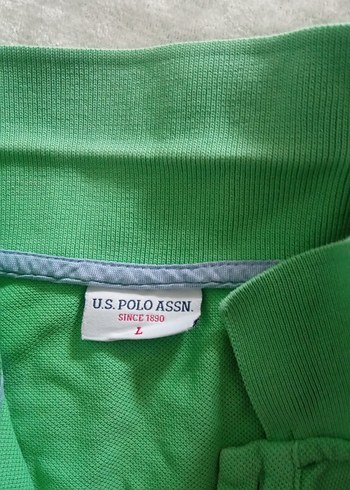 U.S. POLO ASSN.
SINCE 1890
L